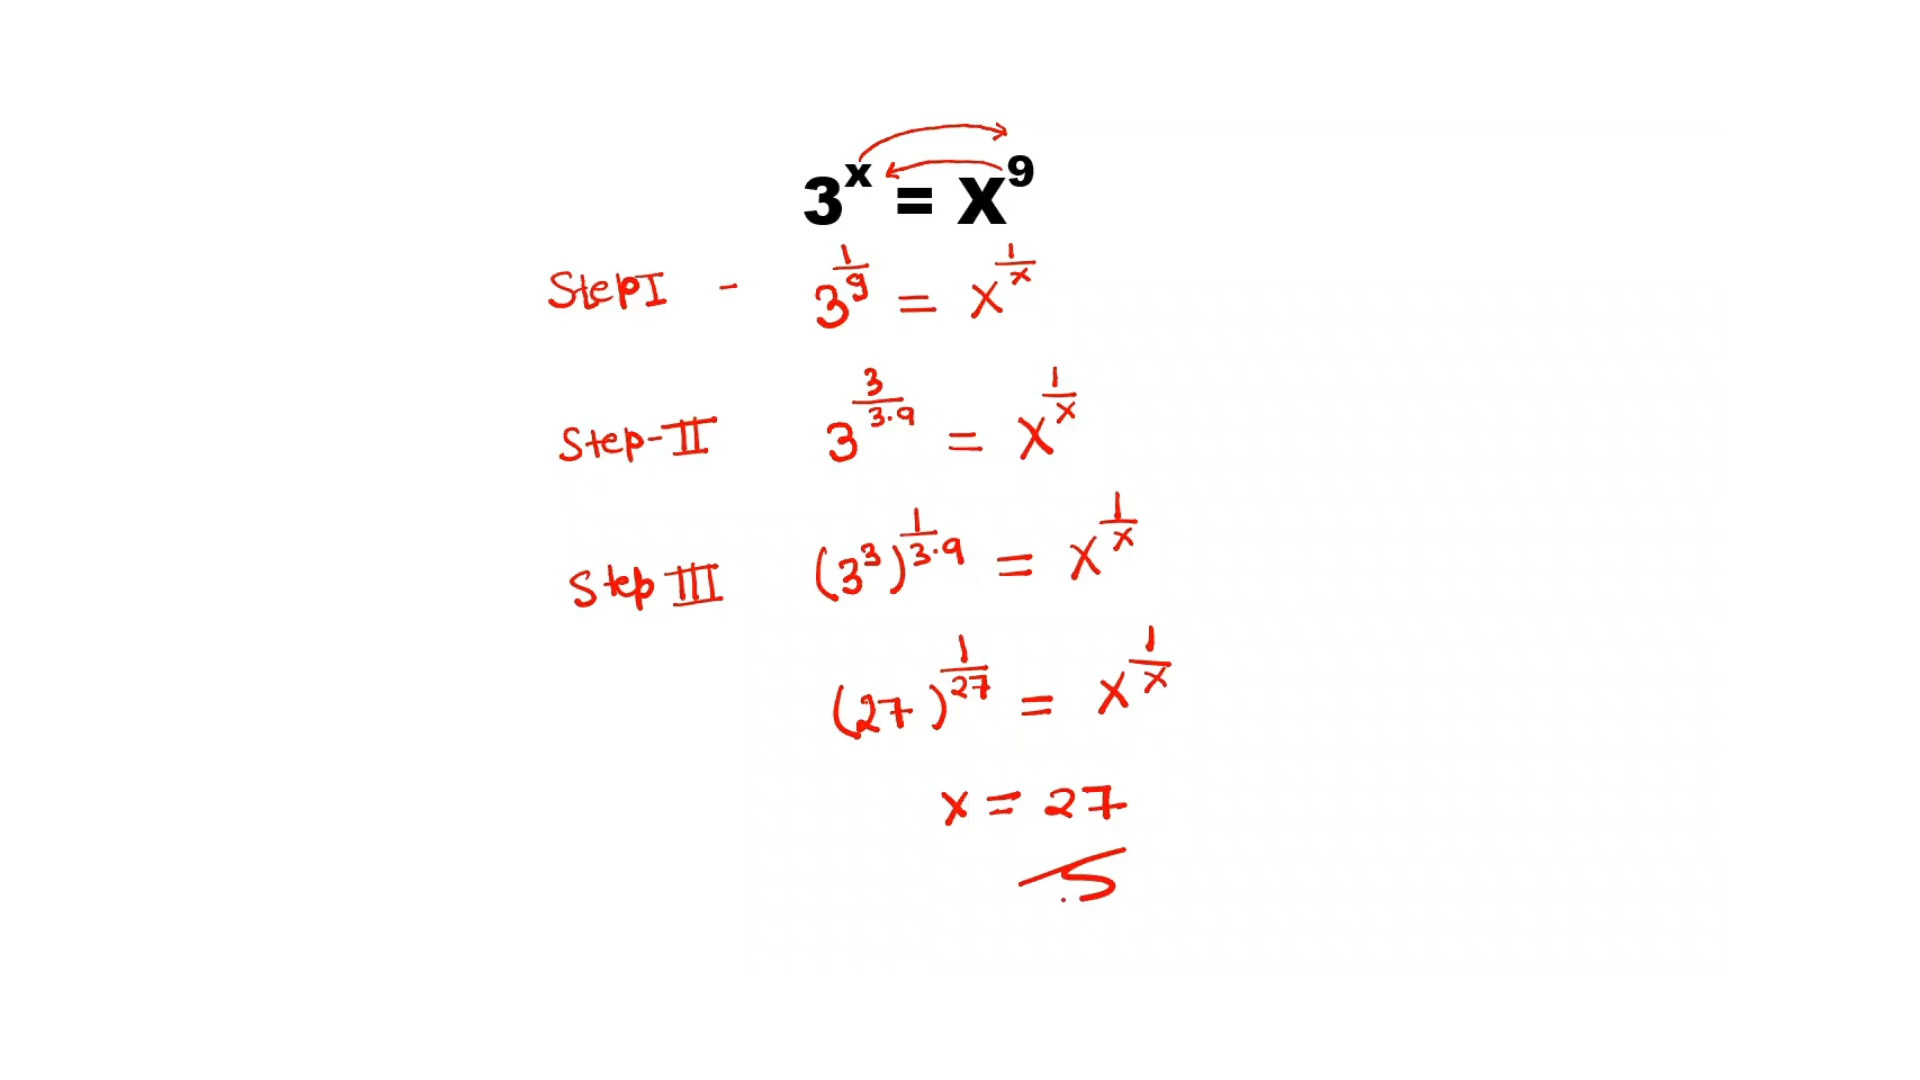 3^x = x^9
Step I - 3^(1/9) = x^(1/x)
Step-II 3^(3/(3·9)) = x^(1/x)
Step III (3^3)^(1/(3·9)) = x^(1/x)
(27)^(1/27) = x^(1/x)
x = 27